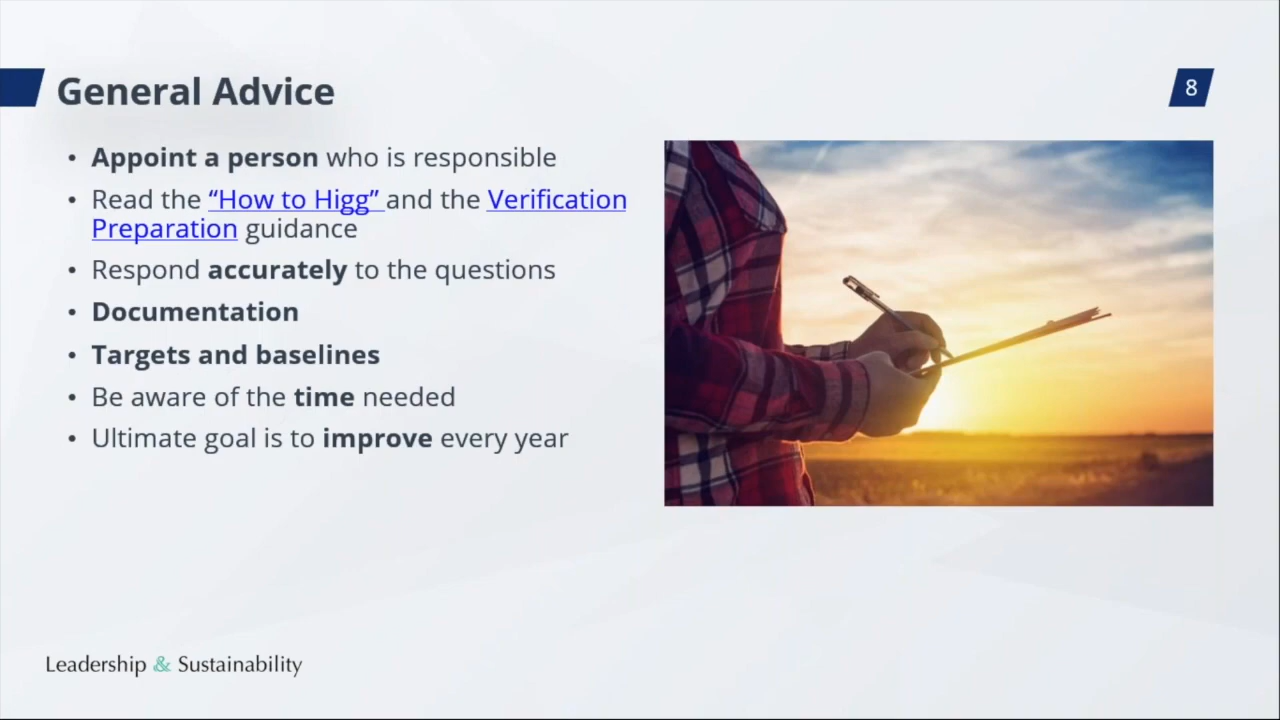 General Advice
8
• Appoint a person who is responsible
• Read the “How to Higg” and the Verification
Preparation guidance
• Respond accurately to the questions
• Documentation
• Targets and baselines
• Be aware of the time needed
• Ultimate goal is to improve every year
Leadership & Sustainability